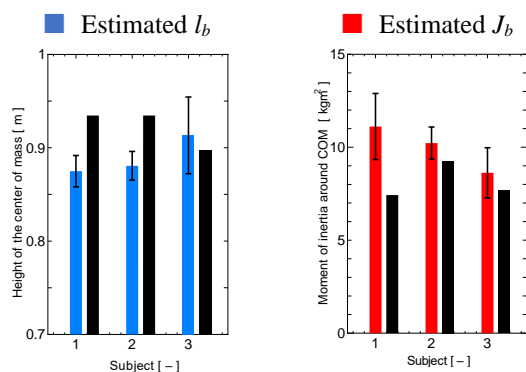 Estimated l_b
Estimated J_b
Height of the center of mass [ m ]
1
0.9
0.8
0.7
1 2 3
Subject [ – ]
Moment of inertia around COM [ kgm² ]
15
10
5
0
1 2 3
Subject [ – ]